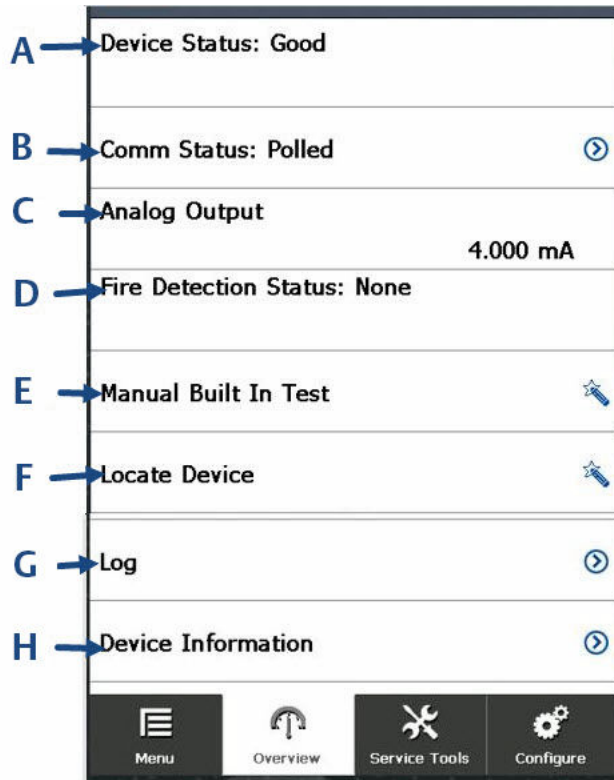 A Device Status: Good
B Comm Status: Polled
C Analog Output
4.000 mA
D Fire Detection Status: None
E Manual Built In Test
F Locate Device
G Log
H Device Information
Menu Overview Service Tools Configure